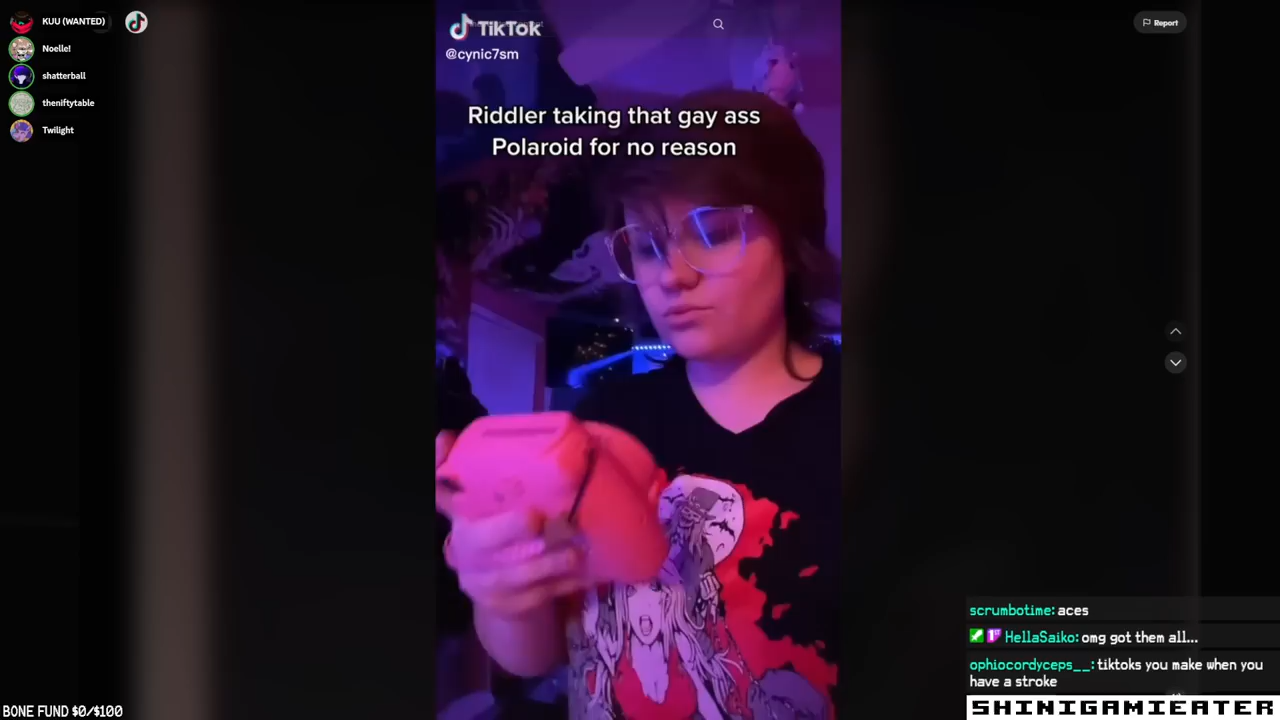 KUU (WANTED)
Noelle!
shatterball
theniftytable
Twilight
TikTok
@cynic7sm
Report
Riddler taking that gay ass
Polaroid for no reason
scrumbotime: aces
HellaSaiko: omg got them all...
ophiocordyceps__: tiktoks you make when you
have a stroke
BONE FUND $0/$100
SHINIGAMIEATER